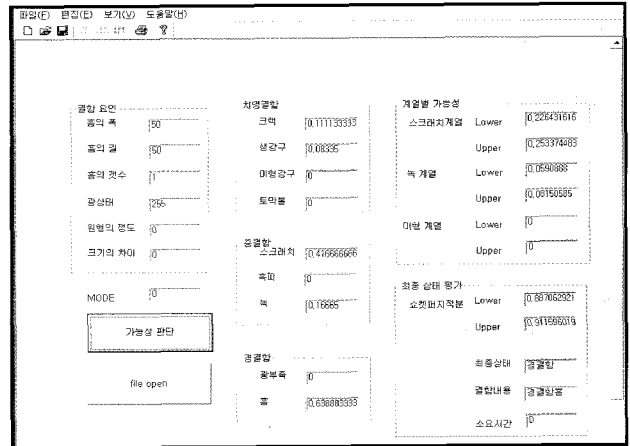 파일(F) 편집(E) 보기(V) 도움말(H)
결함 요인
홈의 폭 50
홈의 길 50
홈의 갯수 1
광상태 255
원형의 정도 0
크기의 차이 0
MODE 0
가능성 판단
file open
치명결함
크랙 0,111133333
생강구 0,08335
미형강구 0
토막볼 0
중결함
스크래치 0,416666666
흑파 0
녹 0,16665
경결함
광부족 0
홈 0,638883333
계열별 가능성
스크래치계열 Lower 0,226431616
Upper 0,253374483
녹 계열 Lower 0,0590866
Upper 0,08150585
미형 계열 Lower 0
Upper 0
최종 상태 평가
쇼켓퍼지적분 Lower 0,887062921
Upper 0,911596019
최종상태 경결함
결함내용 경결함홈
소요시간 0